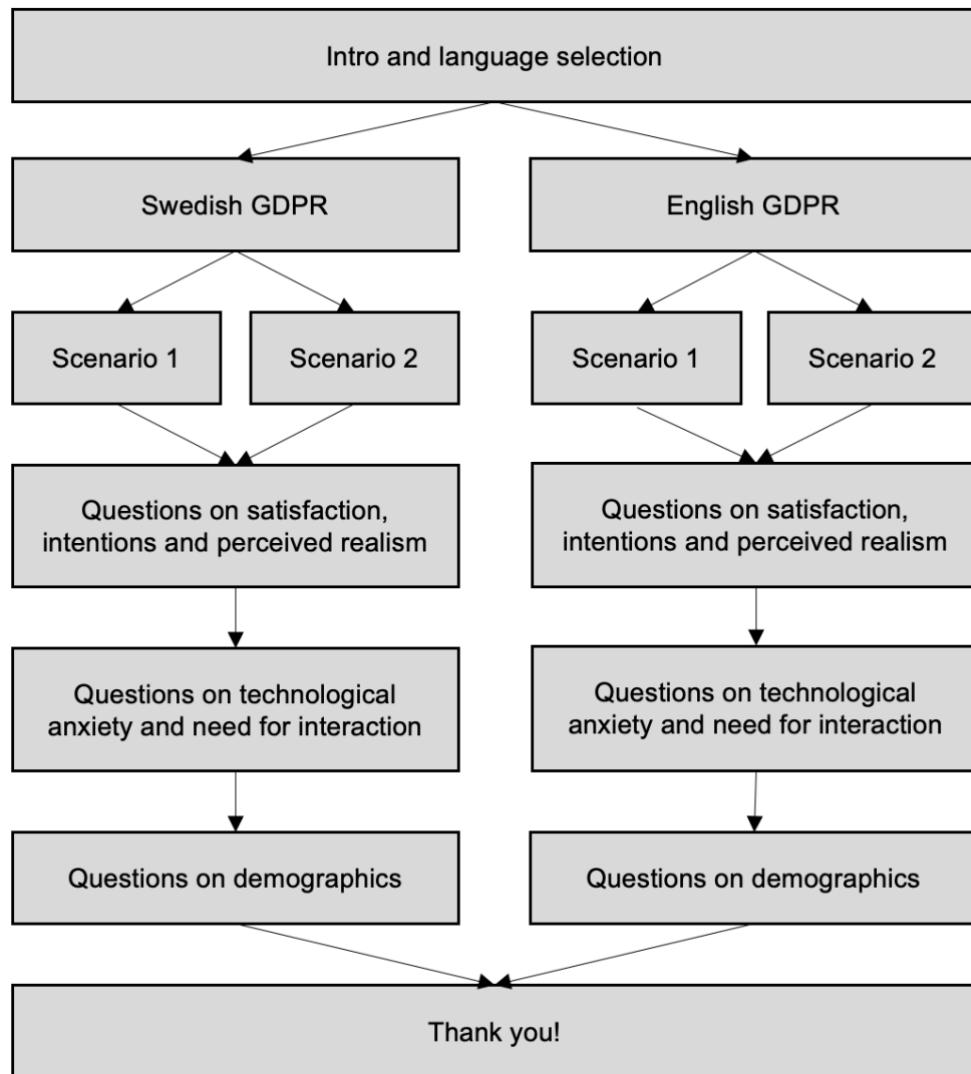 Intro and language selection
Swedish GDPR
English GDPR
Scenario 1
Scenario 2
Scenario 1
Scenario 2
Questions on satisfaction,
intentions and perceived realism
Questions on satisfaction,
intentions and perceived realism
Questions on technological
anxiety and need for interaction
Questions on technological
anxiety and need for interaction
Questions on demographics
Questions on demographics
Thank you!